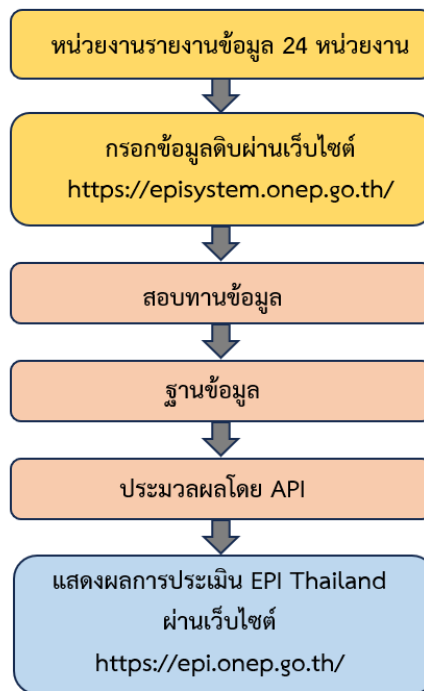 หน่วยงานรายงานข้อมูล 24 หน่วยงาน
กรอกข้อมูลดิบผ่านเว็บไซต์
https://episystem.onep.go.th/
สอบทานข้อมูล
ฐานข้อมูล
ประมวลผลโดย API
แสดงผลการประเมิน EPI Thailand
ผ่านเว็บไซต์
https://epi.onep.go.th/